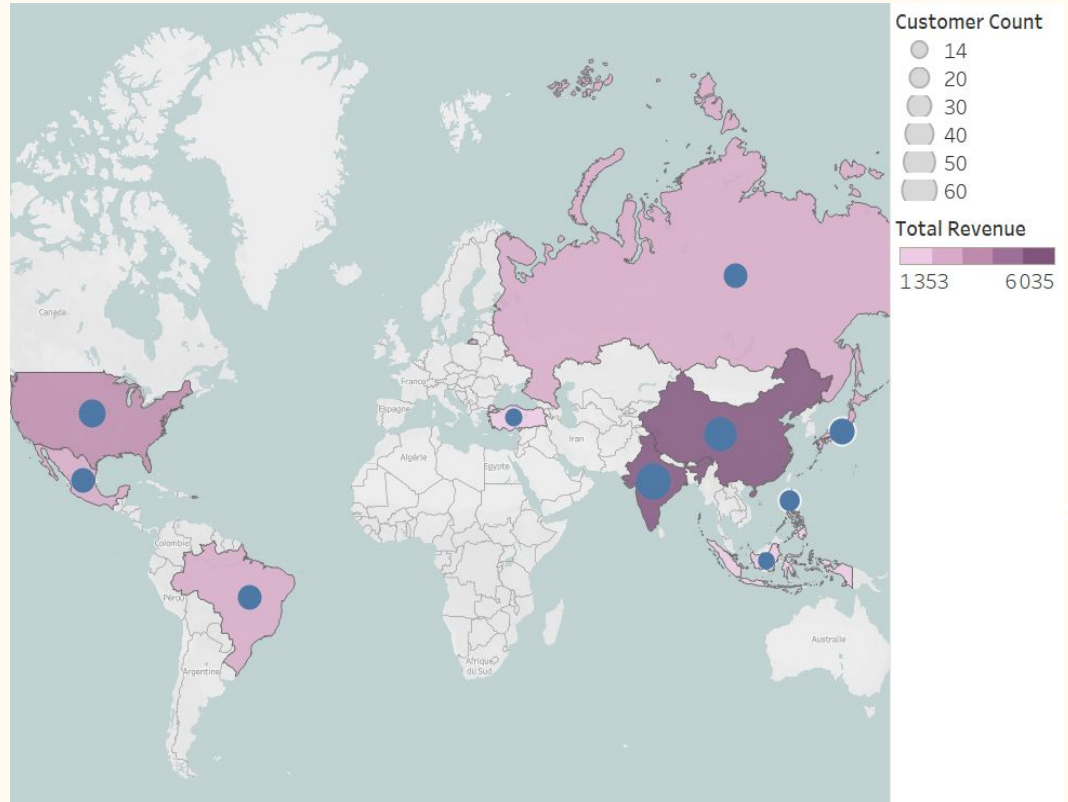 Customer Count
14
20
30
40
50
60
Total Revenue
1353 6035
Canada
France
Espagne
Algérie
Egypte
Iran
Colombie
Pérou
Argentine
Afrique
du Sud
Australie